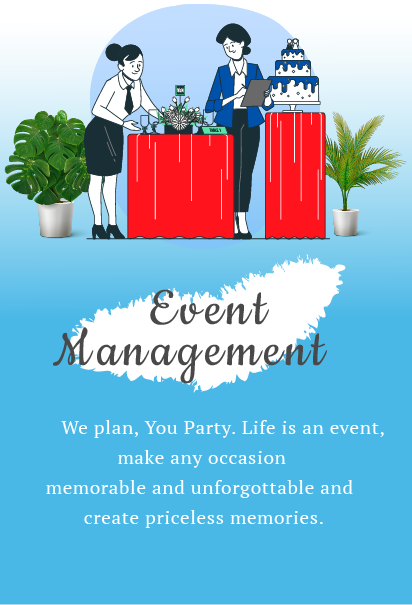 Event
Management
We plan, You Party. Life is an event,
make any occasion
memorable and unforgottable and
create priceless memories.